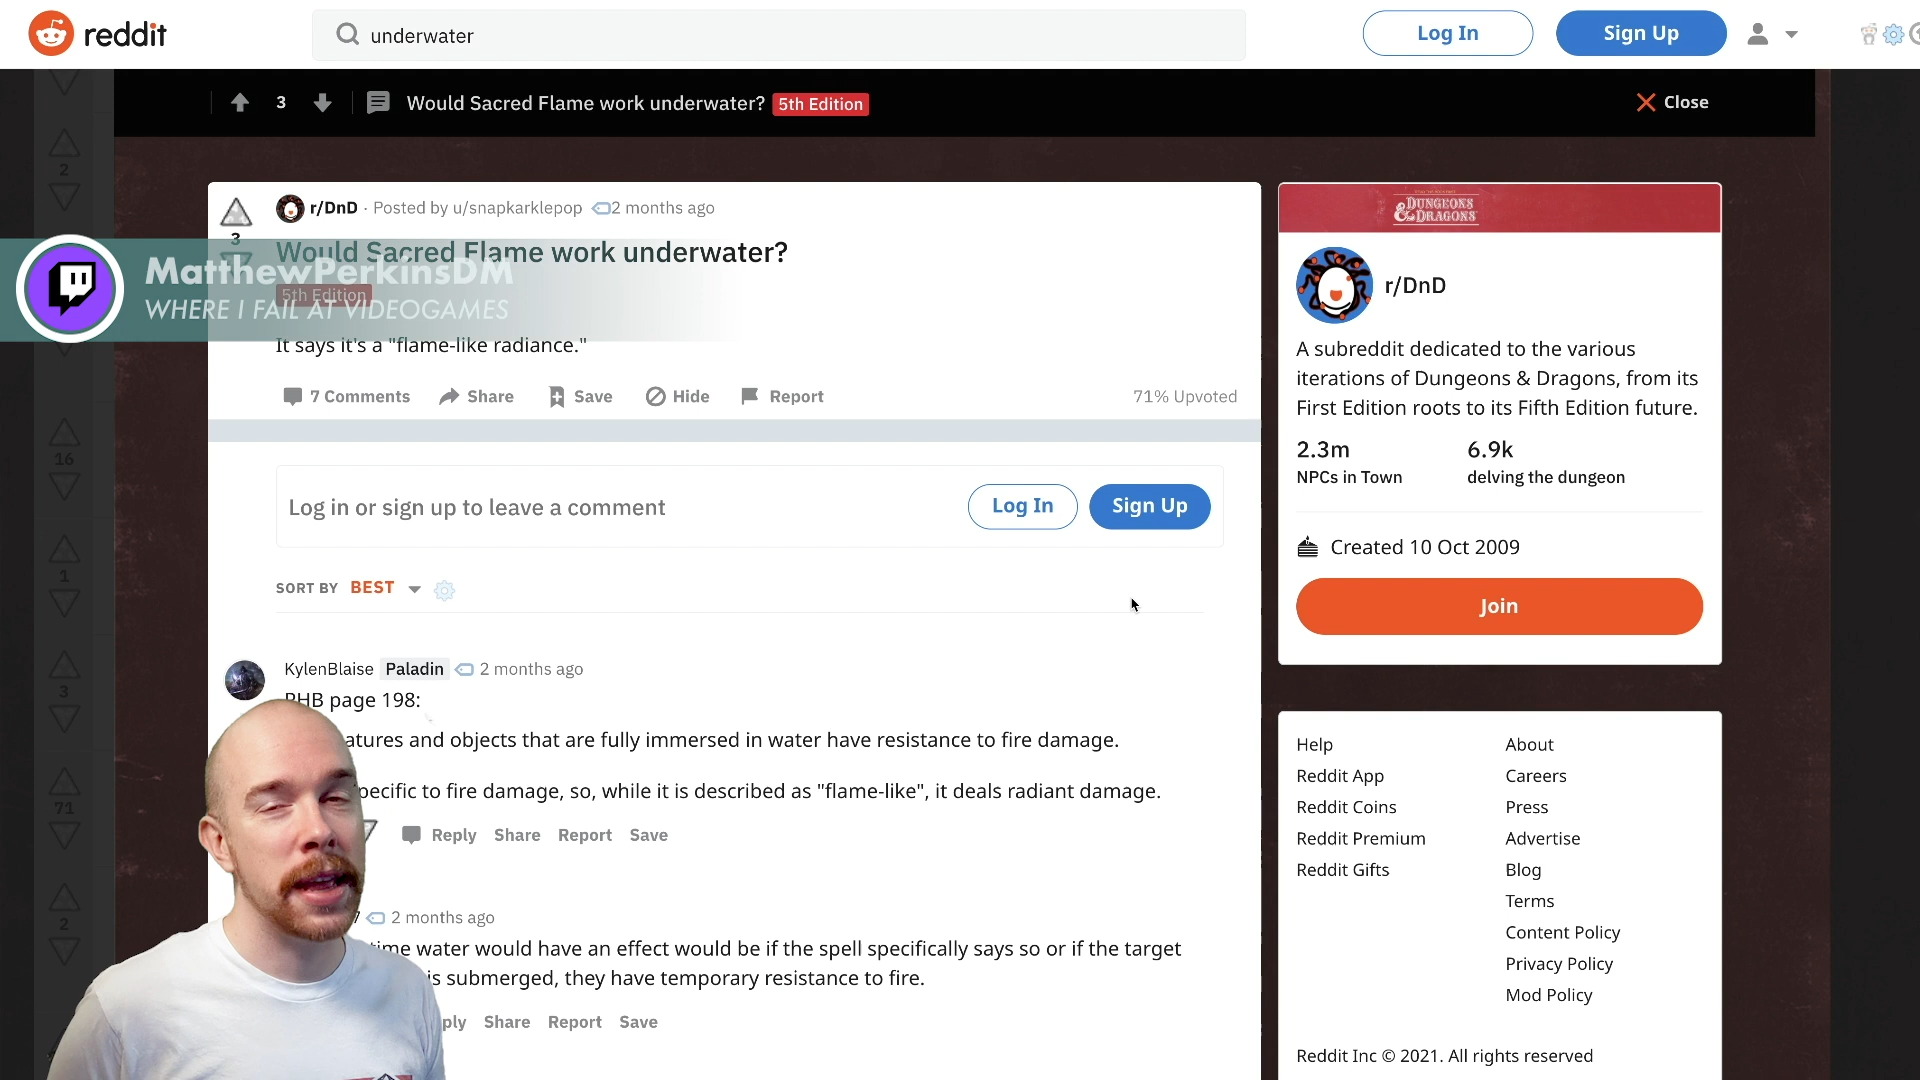 reddit
underwater
Log In
Sign Up
3
Would Sacred Flame work underwater? 5th Edition
Close
2
16
1
3
71
2
r/DnD · Posted by u/snapkarklepop 2 months ago
3
Would Sacred Flame work underwater?
5th Edition
MatthewPerkinsDM
WHERE I FAIL AT VIDEOGAMES
It says it's a "flame-like radiance."
7 Comments Share Save Hide Report 71% Upvoted
Log in or sign up to leave a comment
Log In
Sign Up
SORT BY BEST
KylenBlaise Paladin 2 months ago
PHB page 198:
atures and objects that are fully immersed in water have resistance to fire damage.
pecific to fire damage, so, while it is described as "flame-like", it deals radiant damage.
Reply Share Report Save
7 2 months ago
time water would have an effect would be if the spell specifically says so or if the target
is submerged, they have temporary resistance to fire.
ply Share Report Save
DUNGEONS
& DRAGONS
r/DnD
A subreddit dedicated to the various
iterations of Dungeons & Dragons, from its
First Edition roots to its Fifth Edition future.
2.3m
NPCs in Town
6.9k
delving the dungeon
Created 10 Oct 2009
Join
Help
Reddit App
Reddit Coins
Reddit Premium
Reddit Gifts
About
Careers
Press
Advertise
Blog
Terms
Content Policy
Privacy Policy
Mod Policy
Reddit Inc © 2021. All rights reserved